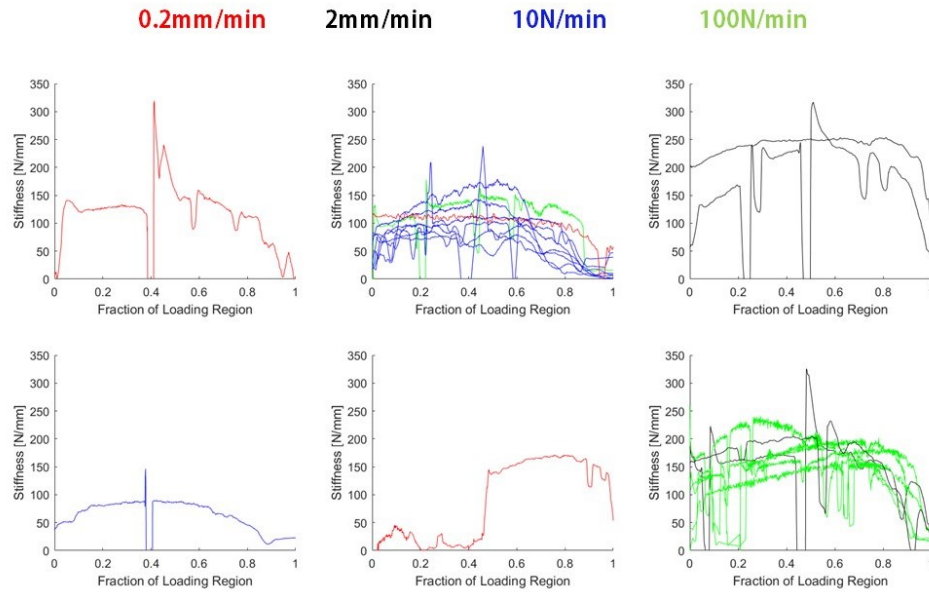 0.2mm/min 2mm/min 10N/min 100N/min
350 350 350
300 300 300
250 250 250
200 200 200
150 150 150
100 100 100
50 50 50
0 0 0
Stiffness [N/mm] Stiffness [N/mm] Stiffness [N/mm]
0 0.2 0.4 0.6 0.8 1 0 0.2 0.4 0.6 0.8 1 0 0.2 0.4 0.6 0.8 1
Fraction of Loading Region Fraction of Loading Region Fraction of Loading Region
350 350 350
300 300 300
250 250 250
200 200 200
150 150 150
100 100 100
50 50 50
0 0 0
Stiffness [N/mm] Stiffness [N/mm] Stiffness [N/mm]
0 0.2 0.4 0.6 0.8 1 0 0.2 0.4 0.6 0.8 1 0 0.2 0.4 0.6 0.8 1
Fraction of Loading Region Fraction of Loading Region Fraction of Loading Region